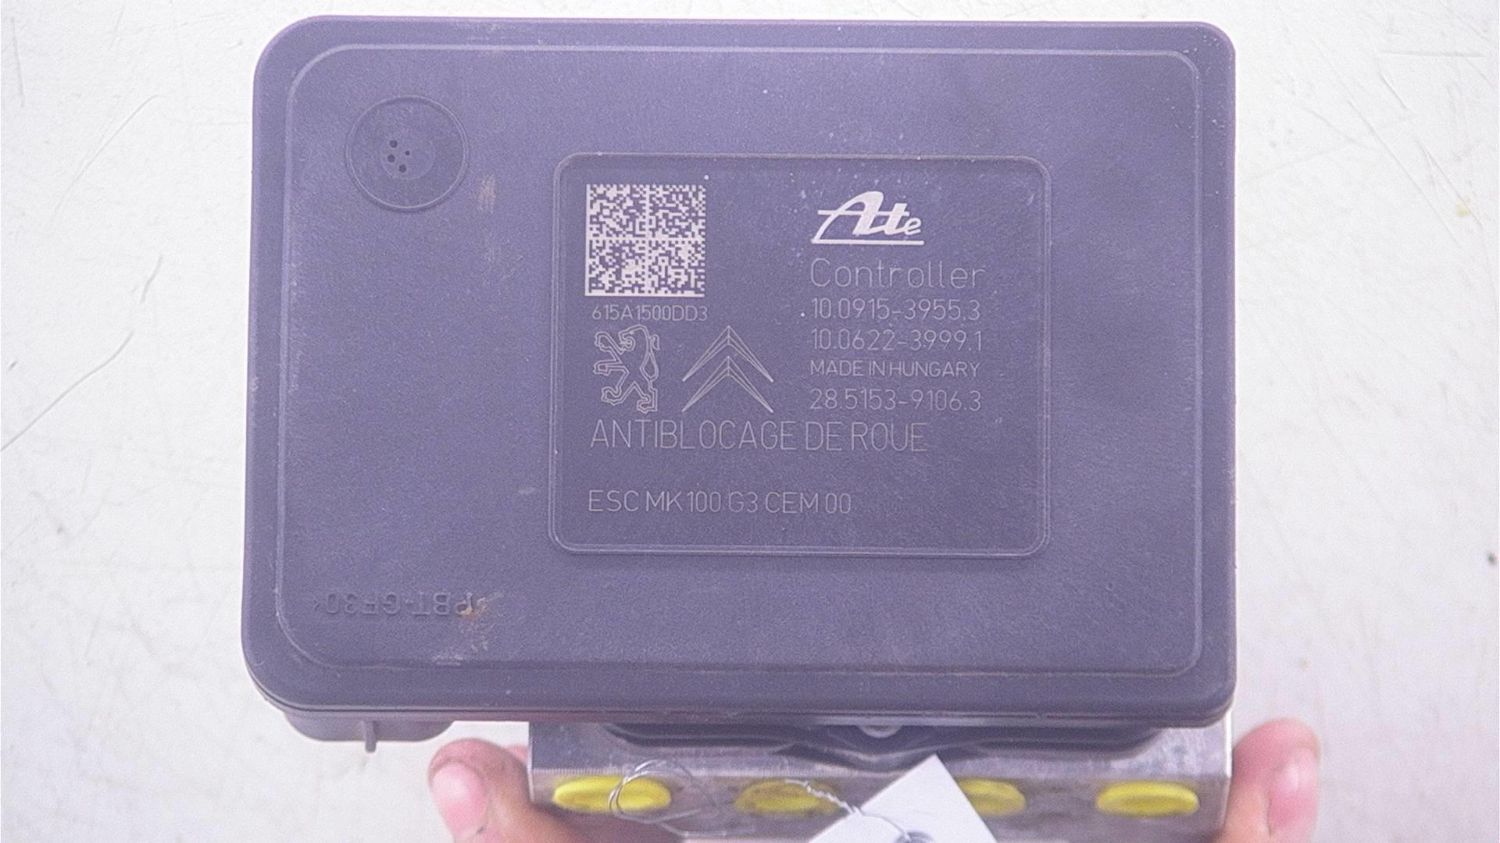 Ate
Controller
615A1500DD3
10.0915-3955.3
10.0622-3999.1
MADE IN HUNGARY
28.5153-9106.3
ANTIBLOCAGE DE ROUE
ESC MK100 G3 CEM 00
>PBT-GF30<